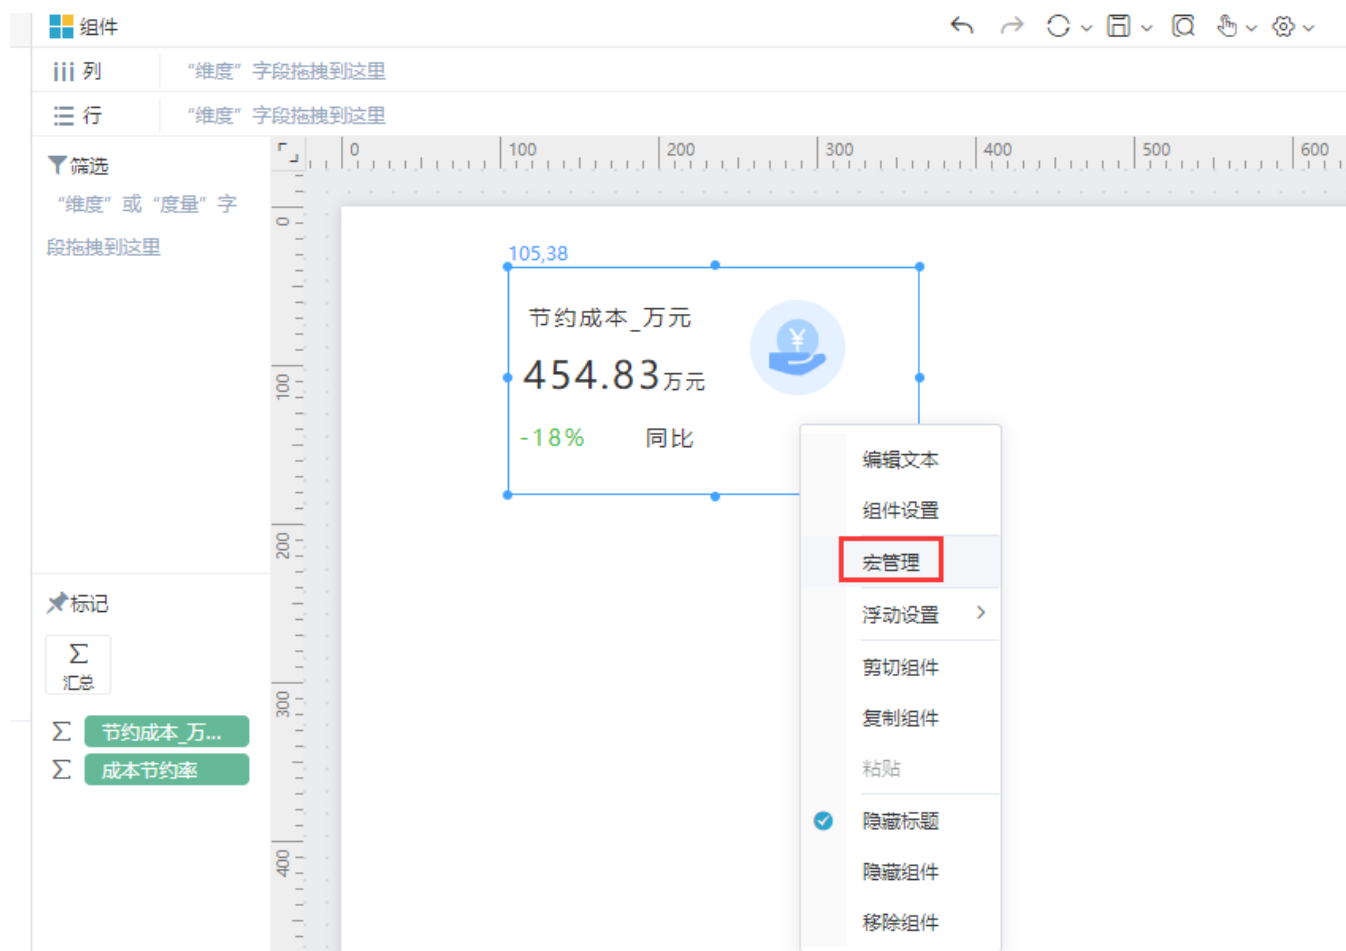 组件
列
“维度” 字段拖拽到这里
行
“维度” 字段拖拽到这里
筛选
“维度” 或 “度量” 字
段拖拽到这里
0 100 200 300 400 500 600
0
100
200
300
400
105,38
节约成本_万元
¥
454.83万元
-18% 同比
编辑文本
组件设置
宏管理
浮动设置
剪切组件
复制组件
粘贴
隐藏标题
隐藏组件
移除组件
标记
Σ
汇总
Σ 节约成本_万...
Σ 成本节约率